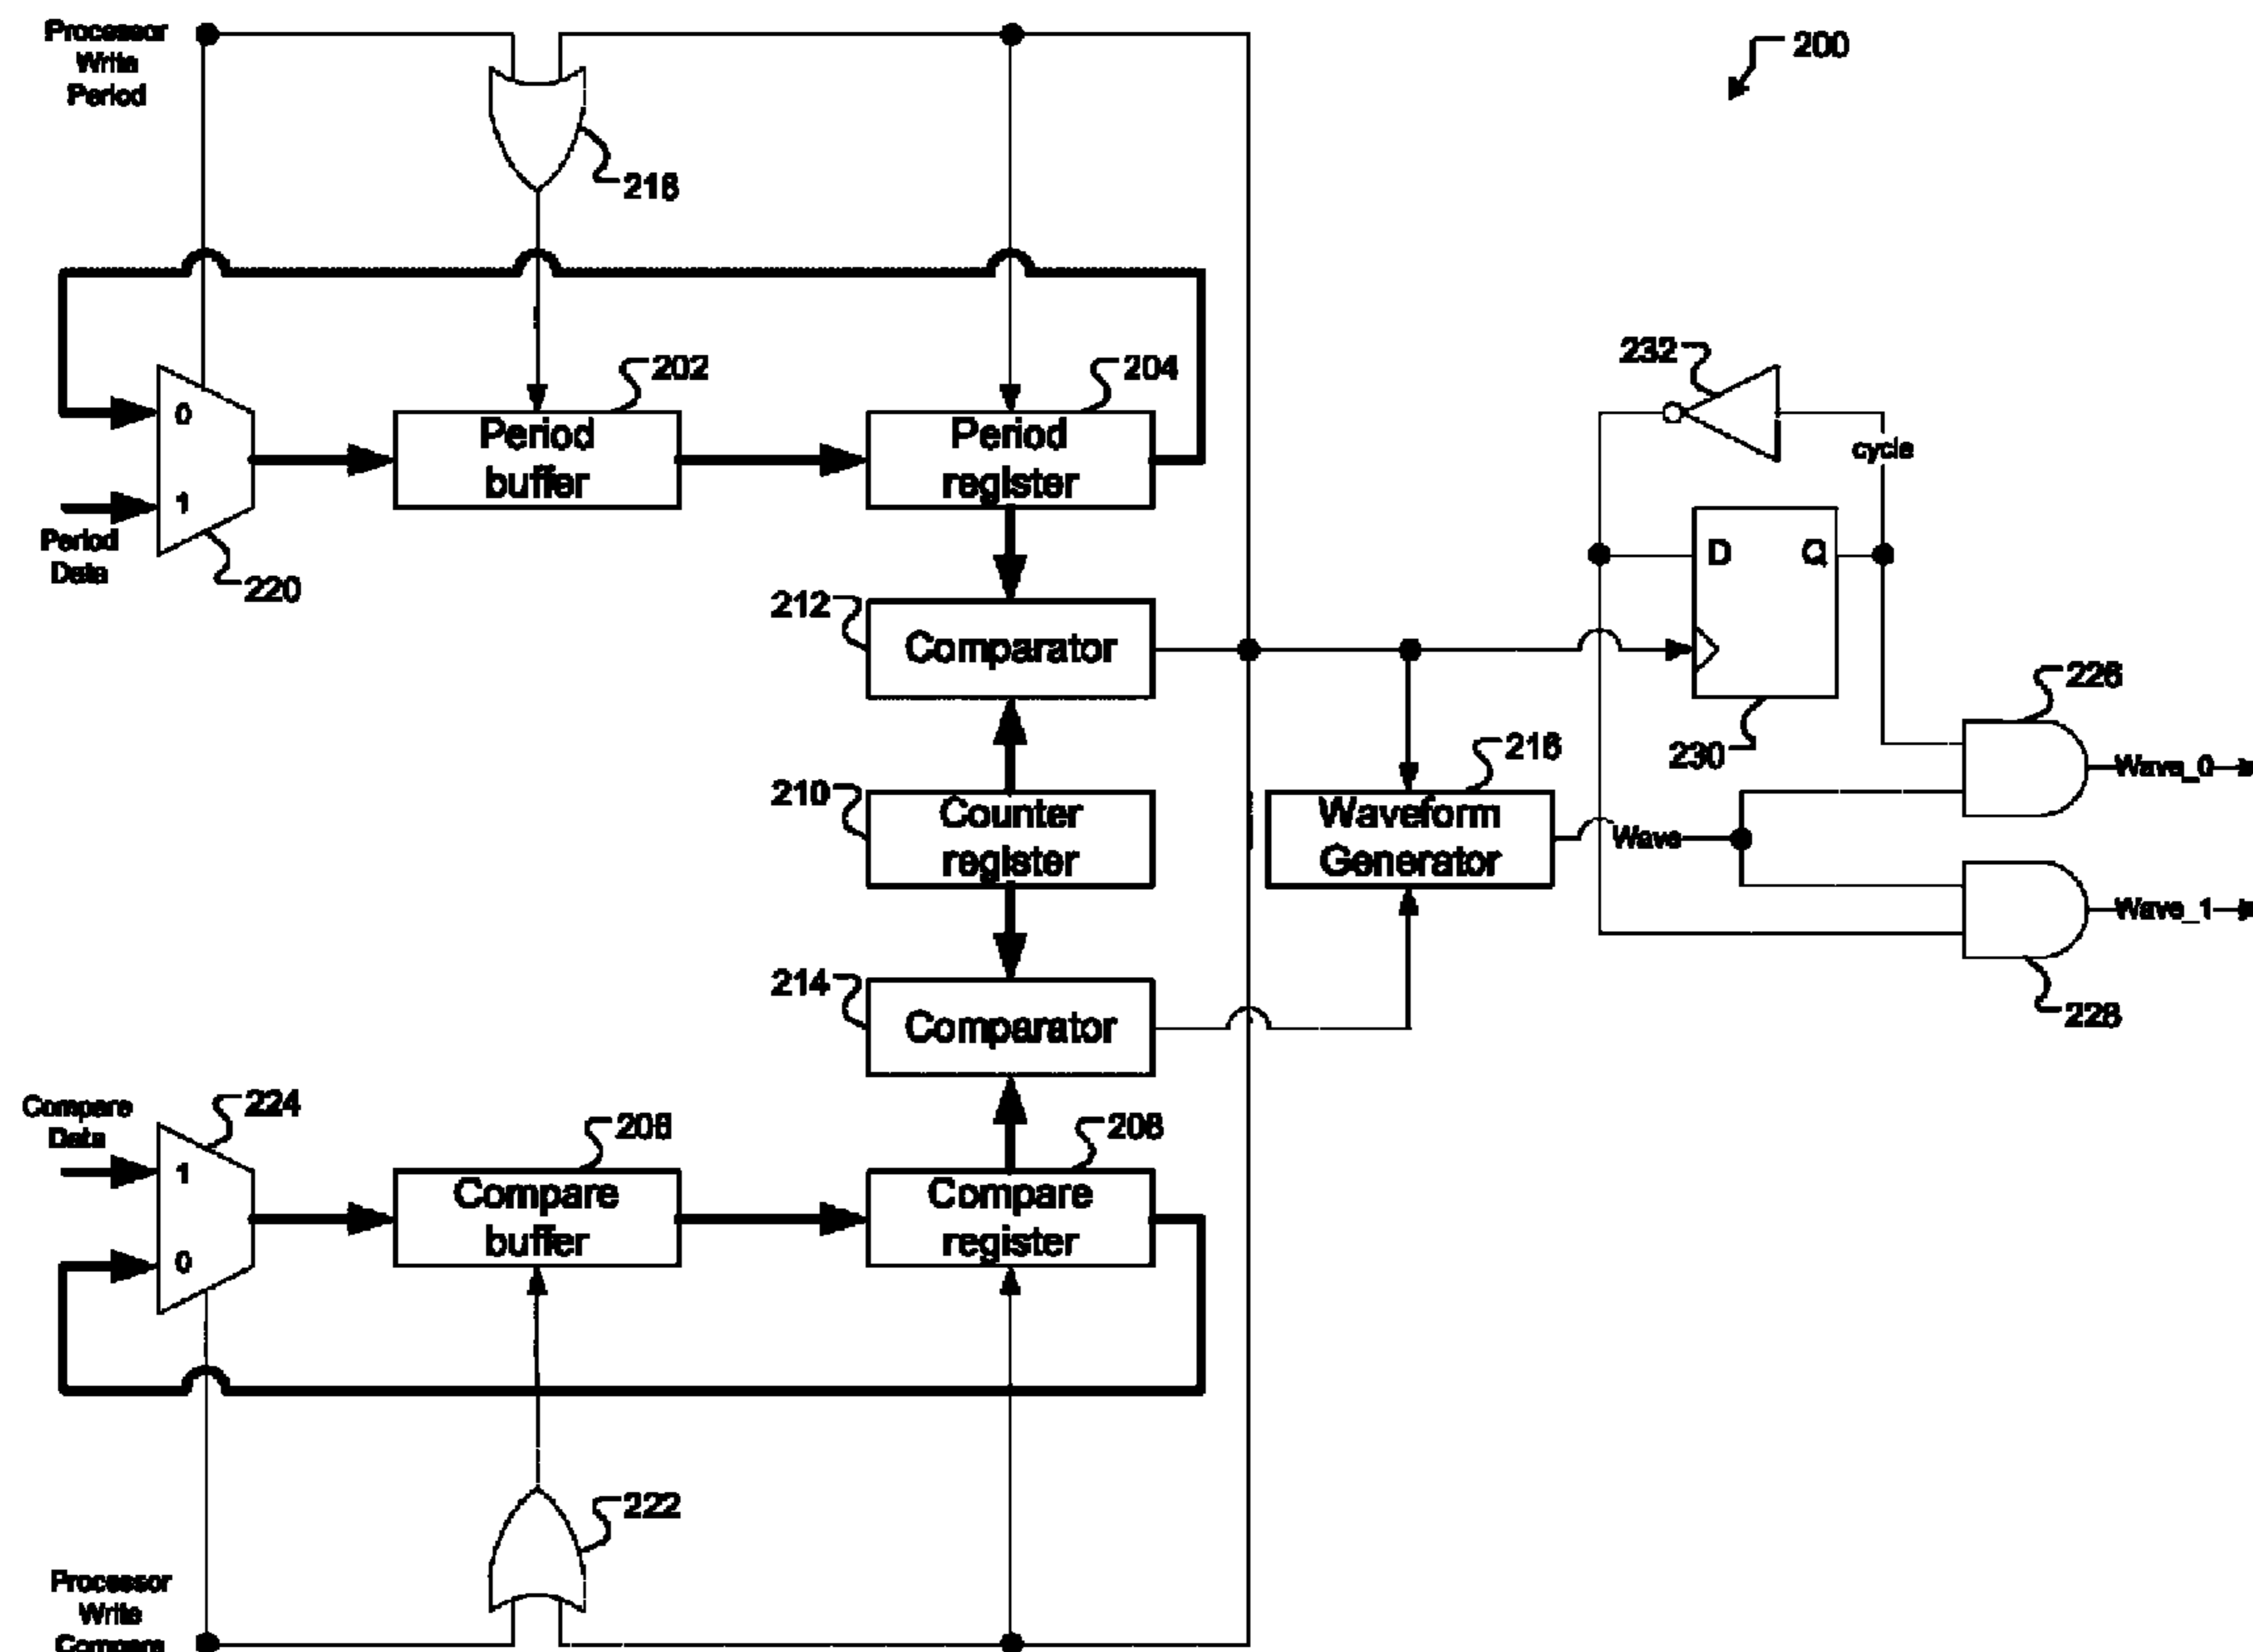 Processor
Write
Period
200
218
0
1
Period
Data
220
202
Period
buffer
204
Period
register
232
cycle
D Q
230
212
Comparator
210
Counter
register
216
Waveform
Generator
Wave
226
Wave_0
Wave_1
228
214
Comparator
Compare
Data
224
1
0
206
Compare
buffer
208
Compare
register
222
Processor
Write
Compare